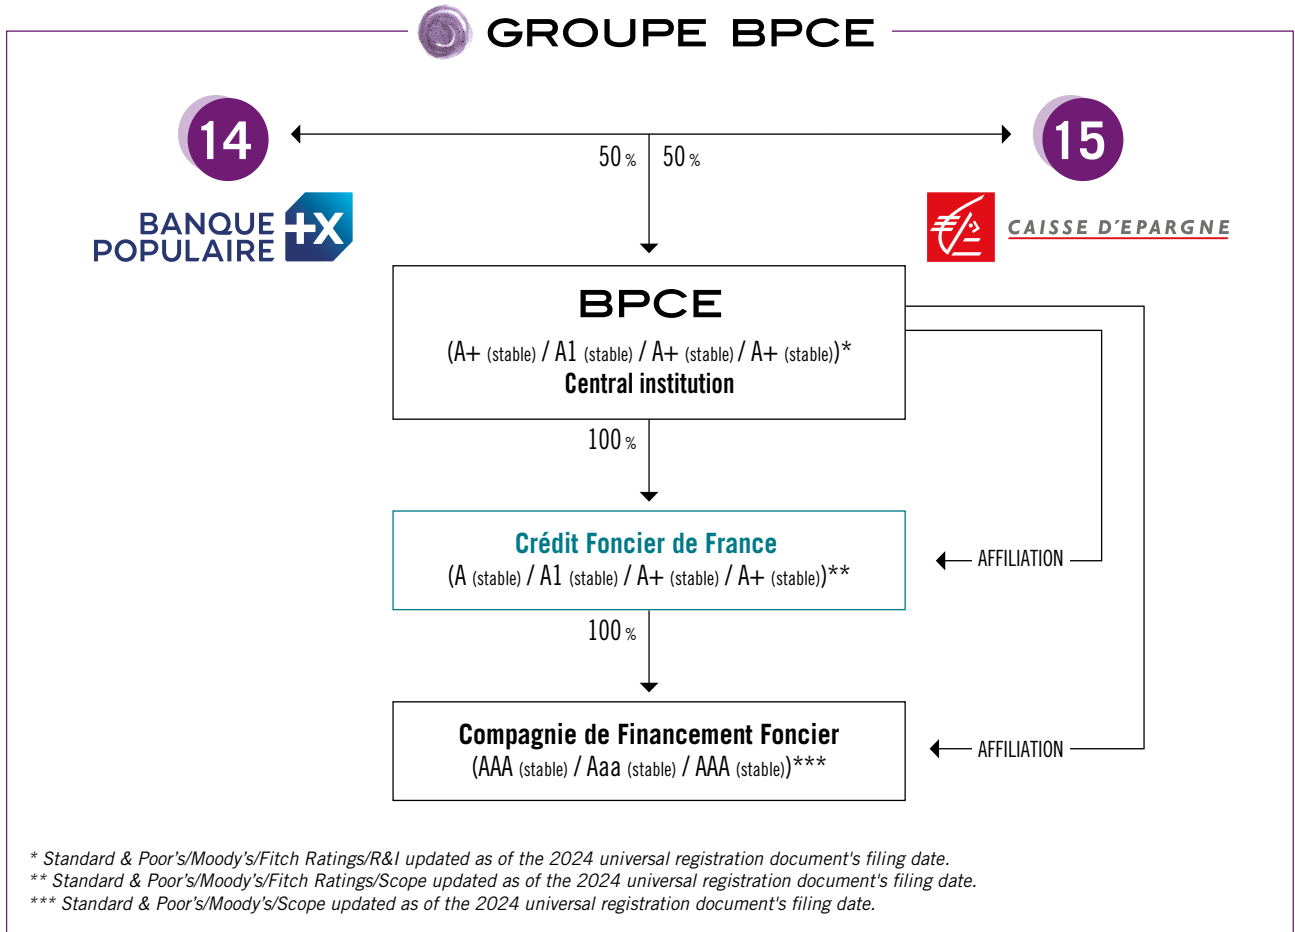 GROUPE BPCE
14
15
50 % 50 %
BANQUE
POPULAIRE
+X
CAISSE D'EPARGNE
BPCE
(A+ (stable) / A1 (stable) / A+ (stable) / A+ (stable))*
Central institution
100 %
Crédit Foncier de France
(A (stable) / A1 (stable) / A+ (stable) / A+ (stable))**
AFFILIATION
100 %
Compagnie de Financement Foncier
(AAA (stable) / Aaa (stable) / AAA (stable))***
AFFILIATION
* Standard & Poor's/Moody's/Fitch Ratings/R&I updated as of the 2024 universal registration document's filing date.
** Standard & Poor's/Moody's/Fitch Ratings/Scope updated as of the 2024 universal registration document's filing date.
*** Standard & Poor's/Moody's/Scope updated as of the 2024 universal registration document's filing date.